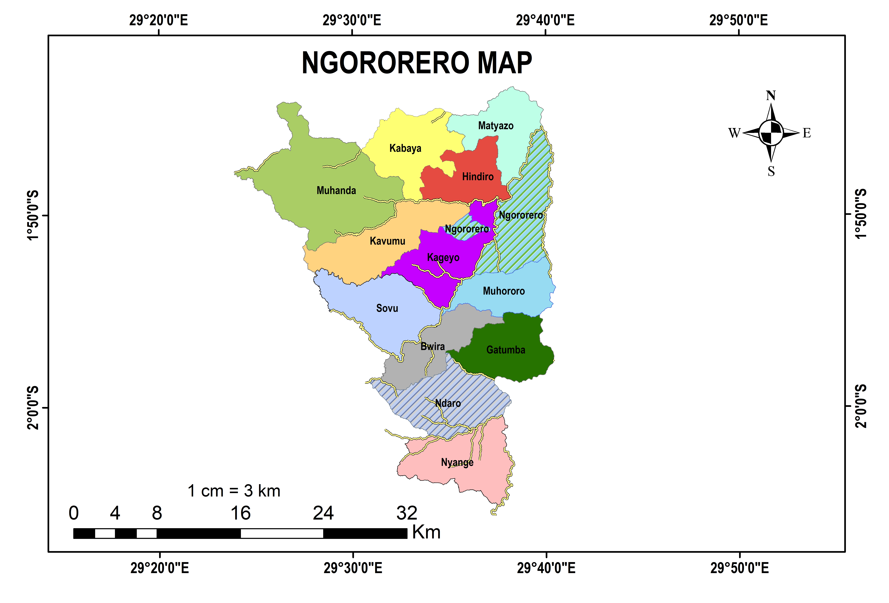 29°20'0"E 29°30'0"E 29°40'0"E 29°50'0"E
NGORORERO MAP
N
W E
S
Matyazo
Kabaya
Hindiro
Muhanda
1°50'0"S 1°50'0"S
Ngororero
Ngororero
Kavumu
Kageyo
Muhororo
Sovu
Bwira
Gatumba
Ndaro
2°0'0"S 2°0'0"S
Nyange
1 cm = 3 km
0 4 8 16 24 32
Km
29°20'0"E 29°30'0"E 29°40'0"E 29°50'0"E